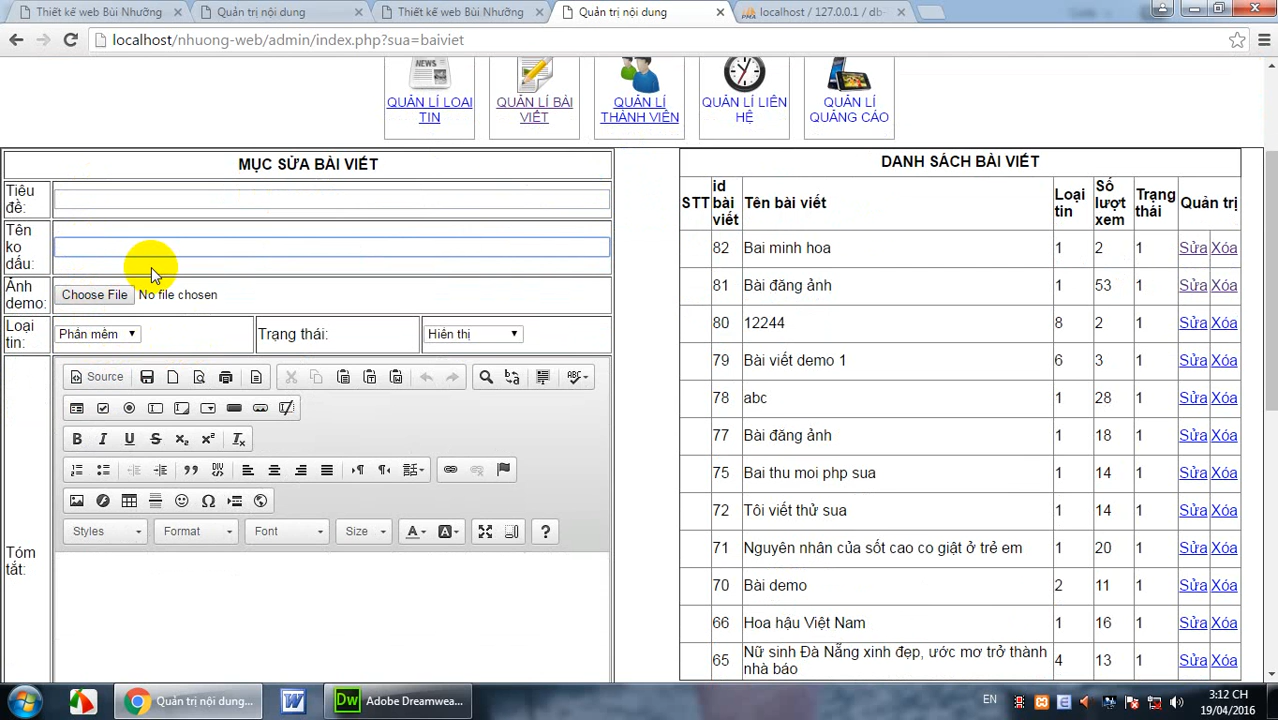 Thiết kế web Bùi Nhường
Quản trị nội dung
Thiết kế web Bùi Nhường
Quản trị nội dung
localhost / 127.0.0.1 / db-
localhost/nhuong-web/admin/index.php?sua=baiviet
NEWS
QUẢN LÍ LOẠI
TIN
QUẢN LÍ BÀI
VIẾT
QUẢN LÍ
THÀNH VIÊN
QUẢN LÍ LIÊN
HỆ
QUẢN LÍ
QUẢNG CÁO
MỤC SỬA BÀI VIẾT
Tiêu
đề:
Tên
ko
dấu:
Ảnh
demo:
Choose File No file chosen
Loại
tin:
Phần mềm
Trạng thái:
Hiển thị
Source
B I U S x₂ x² Tx
Styles Format Font Size A A ?
Tóm
tắt:
DANH SÁCH BÀI VIẾT
STT
id
bài
viết
Tên bài viết
Loại
tin
Số
lượt
xem
Trạng
thái
Quản trị
82 Bai minh hoa 1 2 1 Sửa Xóa
81 Bài đăng ảnh 1 53 1 Sửa Xóa
80 12244 8 2 1 Sửa Xóa
79 Bài viết demo 1 6 3 1 Sửa Xóa
78 abc 1 28 1 Sửa Xóa
77 Bài đăng ảnh 1 18 1 Sửa Xóa
75 Bai thu moi php sua 1 14 1 Sửa Xóa
72 Tôi viết thử sua 1 14 1 Sửa Xóa
71 Nguyên nhân của sốt cao co giật ở trẻ em 1 20 1 Sửa Xóa
70 Bài demo 2 11 1 Sửa Xóa
66 Hoa hậu Việt Nam 1 16 1 Sửa Xóa
65 Nữ sinh Đà Nẵng xinh đẹp, ước mơ trở thành
nhà báo 4 13 1 Sửa Xóa
Quản trị nội dung...
Adobe Dreamwea...
EN
3:12 CH
19/04/2016